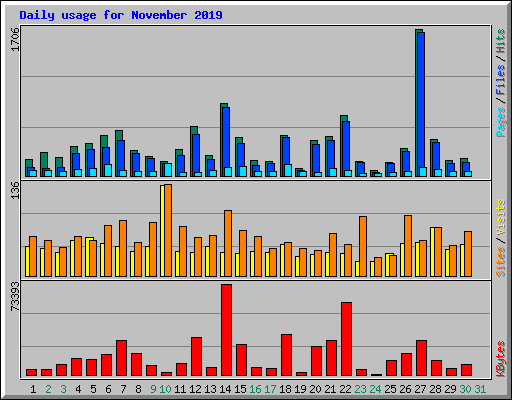 Daily usage for November 2019
1706
Pages / Files / Hits
136
Sites / Visits
73393
KBytes
1 2 3 4 5 6 7 8 9 10 11 12 13 14 15 16 17 18 19 20 21 22 23 24 25 26 27 28 29 30 31